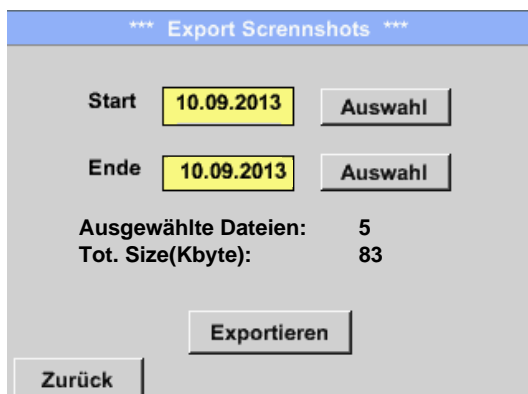 *** Export Scrennshots ***
Start 10.09.2013 Auswahl
Ende 10.09.2013 Auswahl
Ausgewählte Dateien: 5
Tot. Size(Kbyte): 83
Exportieren
Zurück